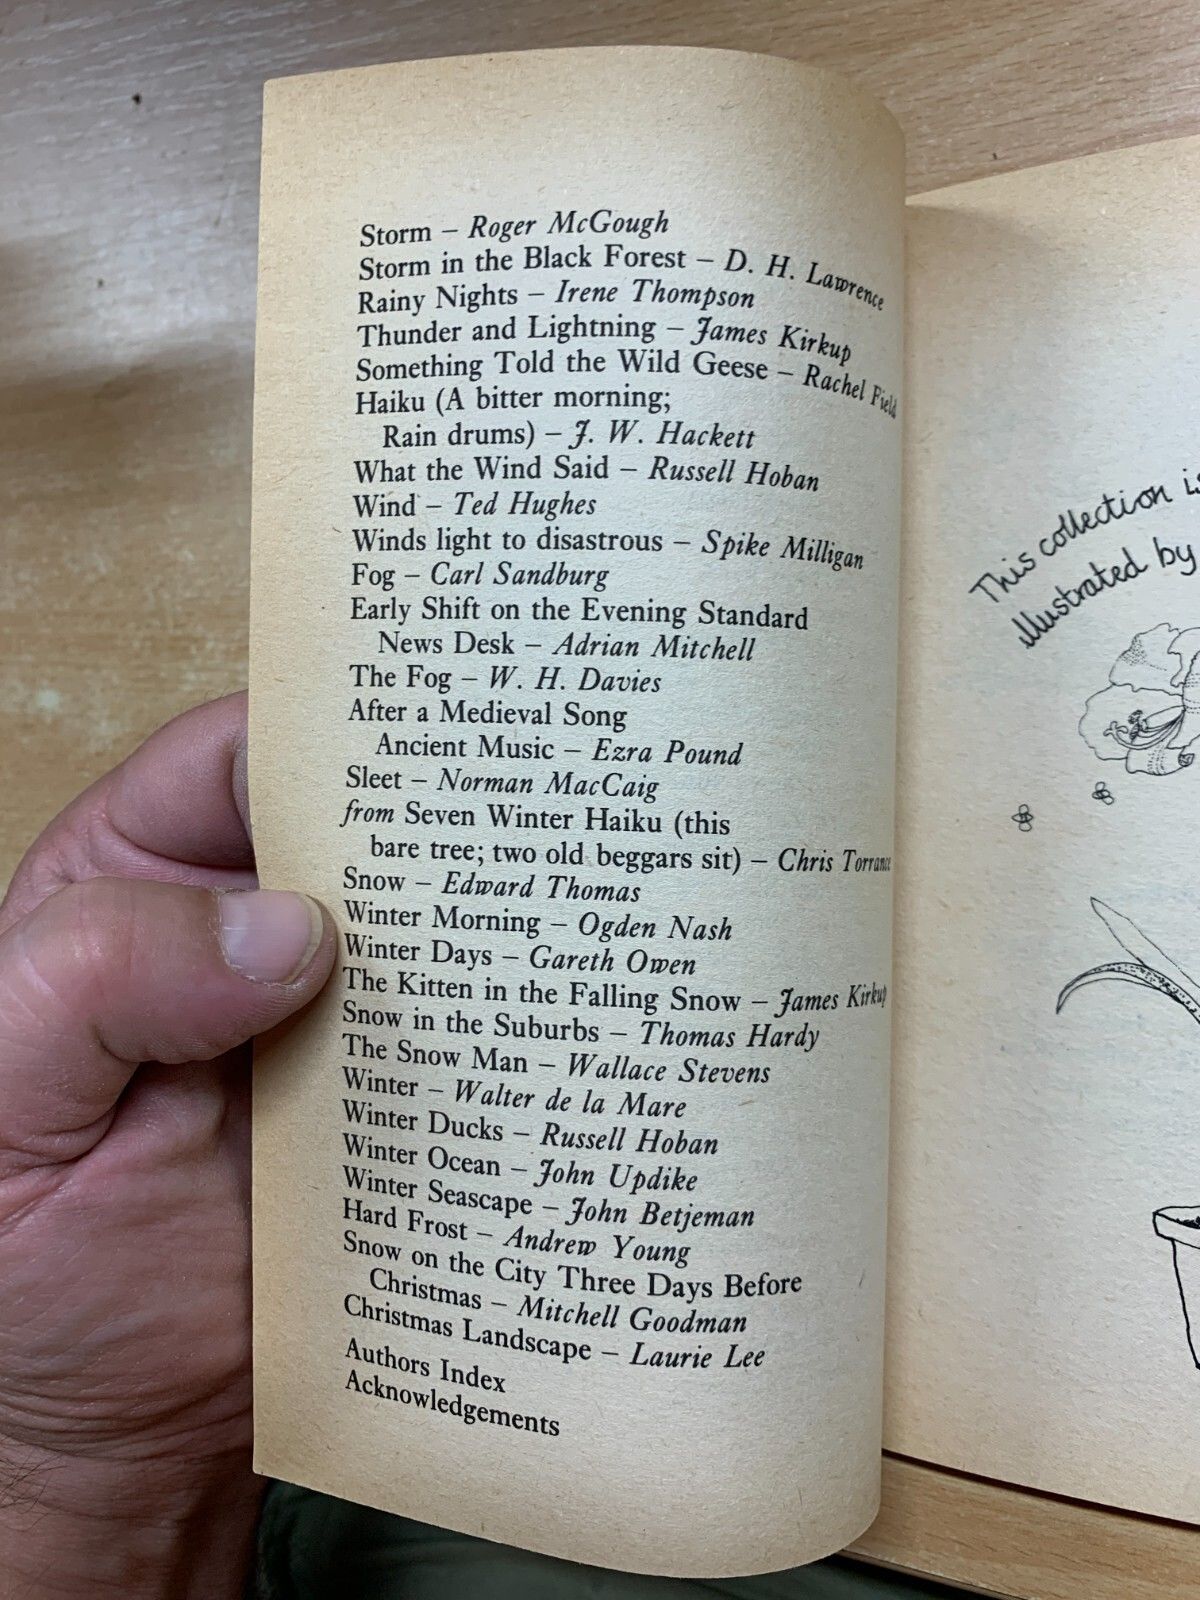 Storm – Roger McGough
Storm in the Black Forest – D. H. Lawrence
Rainy Nights – Irene Thompson
Thunder and Lightning – James Kirkup
Something Told the Wild Geese – Rachel Field
Haiku (A bitter morning;
Rain drums) – J. W. Hackett
What the Wind Said – Russell Hoban
Wind – Ted Hughes
Winds light to disastrous – Spike Milligan
Fog – Carl Sandburg
Early Shift on the Evening Standard
News Desk – Adrian Mitchell
The Fog – W. H. Davies
After a Medieval Song
Ancient Music – Ezra Pound
Sleet – Norman MacCaig
from Seven Winter Haiku (this
bare tree; two old beggars sit) – Chris Torrance
Snow – Edward Thomas
Winter Morning – Ogden Nash
Winter Days – Gareth Owen
The Kitten in the Falling Snow – James Kirkup
Snow in the Suburbs – Thomas Hardy
The Snow Man – Wallace Stevens
Winter – Walter de la Mare
Winter Ducks – Russell Hoban
Winter Ocean – John Updike
Winter Seascape – John Betjeman
Hard Frost – Andrew Young
Snow on the City Three Days Before
Christmas – Mitchell Goodman
Christmas Landscape – Laurie Lee
Authors Index
Acknowledgements
This collection is
illustrated by